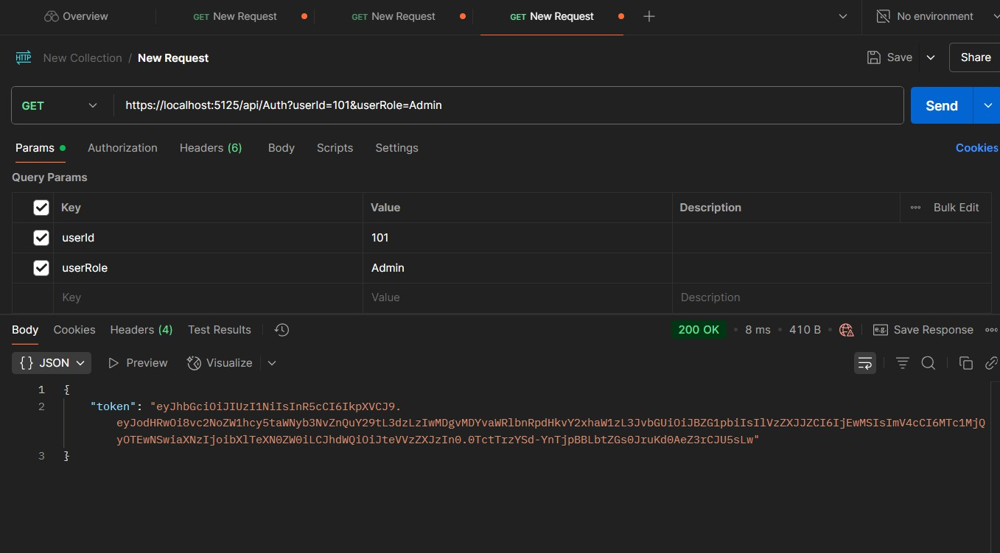 Overview GET New Request GET New Request GET New Request No environment
HTTP New Collection / New Request Save Share
GET https://localhost:5125/api/Auth?userId=101&userRole=Admin Send
Params Authorization Headers (6) Body Scripts Settings Cookies
Query Params
Key Value Description Bulk Edit
userId 101
userRole Admin
Key Value Description
Body Cookies Headers (4) Test Results 200 OK 8 ms 410 B e.g. Save Response
{} JSON Preview Visualize
1 {
2 "token": "eyJhbGciOiJIUzI1NiIsInR5cCI6IkpXVCJ9.
eyJodHRwOi8vc2NoZW1hcy5taWNyb3NvZnQuY29tL3dzLzIwMDgvMDYvaWRlbnRpdHkvY2xhaW1zL3JvbGUiOiJBZG1pbiIsIlVzZXJJZCI6IjEwMSIsImV4cCI6MTc1MjQ
yOTEwNSwiaXNzIjoibXlTeXN0ZW0iLCJhdWQiOiJteVVzZXJzIn0.0TctTrzYSd-YnTjpBBLbtZGs0JruKd0AeZ3rCJU5sLw"
3 }